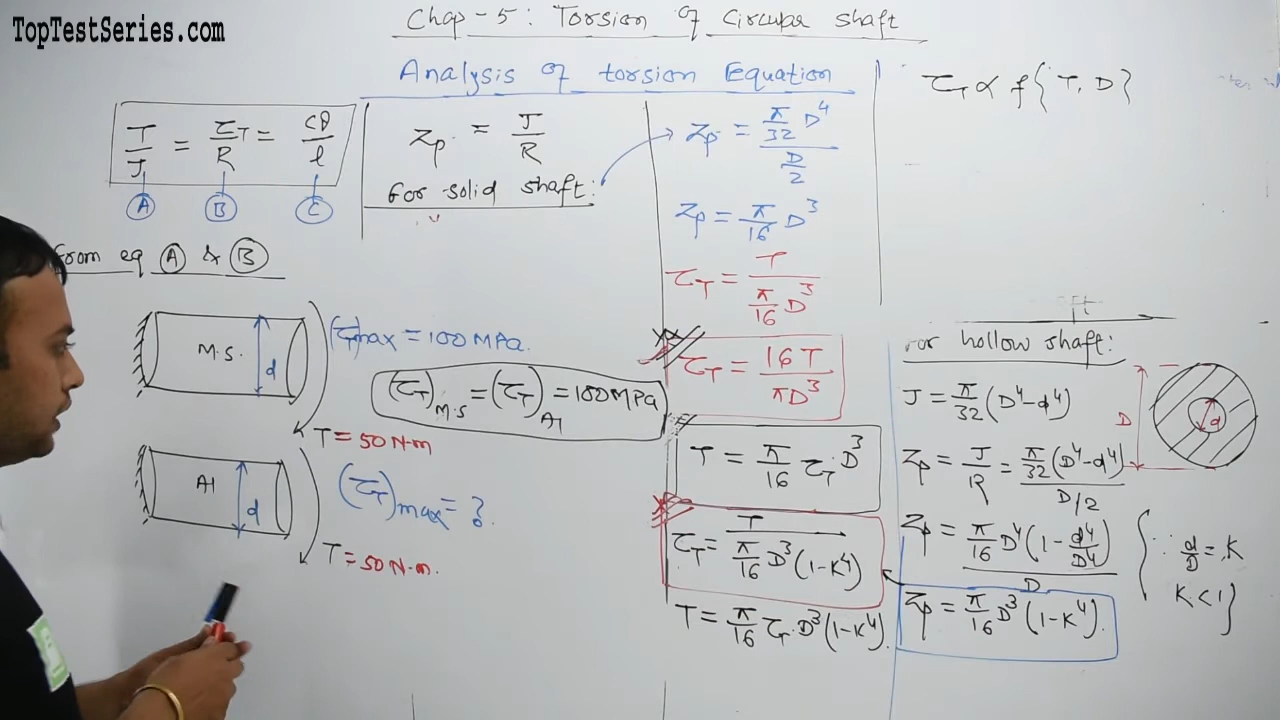 TopTestSeries.com
Chap-5: Torsion of Circular shaft
Analysis of torsion Equation
T/J = τT/R = Cθ/l
A B C
from eq A & B
M.S.
d
(τT)max = 100 MPa.
T = 50 N-m
(τT)M.S = (τT)Al = 100 MPa
Al
d
(τT)max = ?
T = 50 N-m.
Zp = J/R
for solid shaft:
Zp = (π/32 D⁴)/(D/2)
Zp = π/16 D³
τT = T/(π/16 D³)
τT = 16T/πD³
T = π/16 τT D³
τT = T/(π/16 D³(1-K⁴))
T = π/16 τT.D³(1-K⁴).
τT ∝ f{T, D}
For hollow shaft:
J = π/32 (D⁴-d⁴)
Zp = J/R = (π/32 (D⁴-d⁴))/(D/2)
Zp = (π/16 D⁴(1-d⁴/D⁴))/D
Zp = π/16 D³(1-K⁴).
D
d
{∵ d/D = K
K<1}